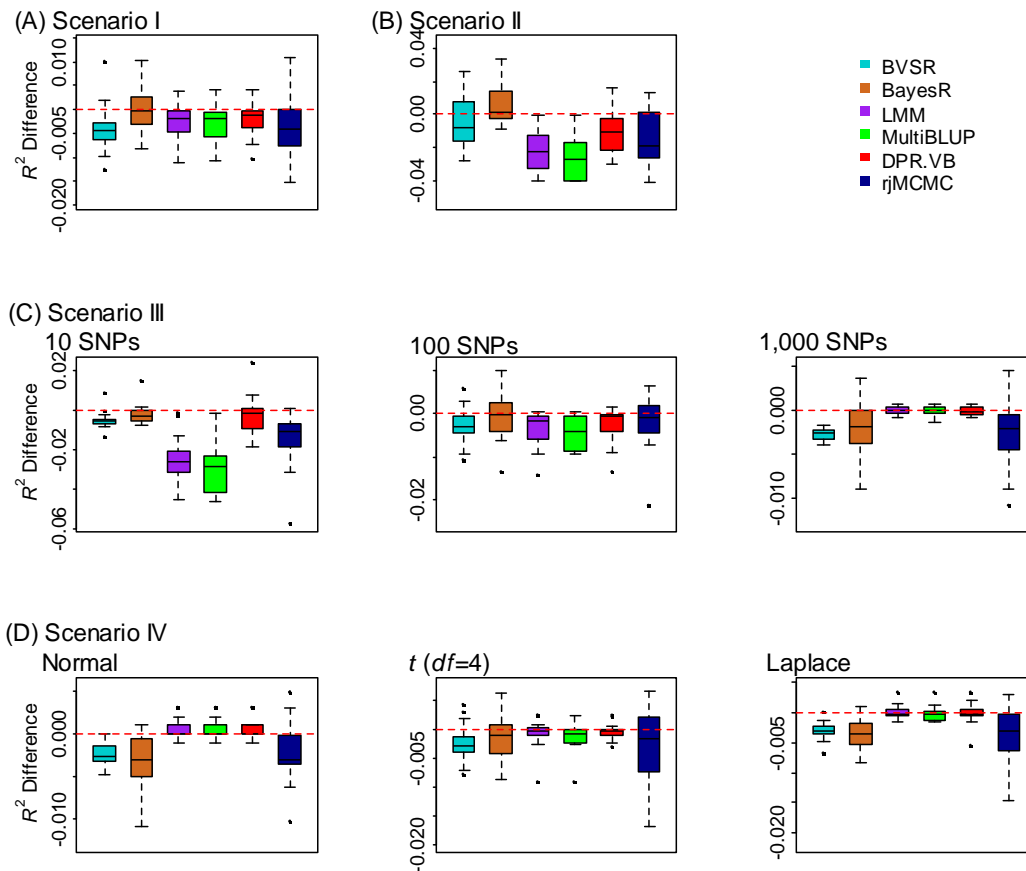 (A) Scenario Ⅰ
(B) Scenario Ⅱ
R² Difference
0.010
-0.005
-0.020
0.04
0.00
-0.04
BVSR
BayesR
LMM
MultiBLUP
DPR.VB
rjMCMC
(C) Scenario Ⅲ
10 SNPs
100 SNPs
1,000 SNPs
R² Difference
0.02
-0.02
-0.06
0.00
-0.02
0.000
-0.010
(D) Scenario Ⅳ
Normal
t (df=4)
Laplace
R² Difference
0.000
-0.010
-0.005
-0.020
-0.005
-0.020